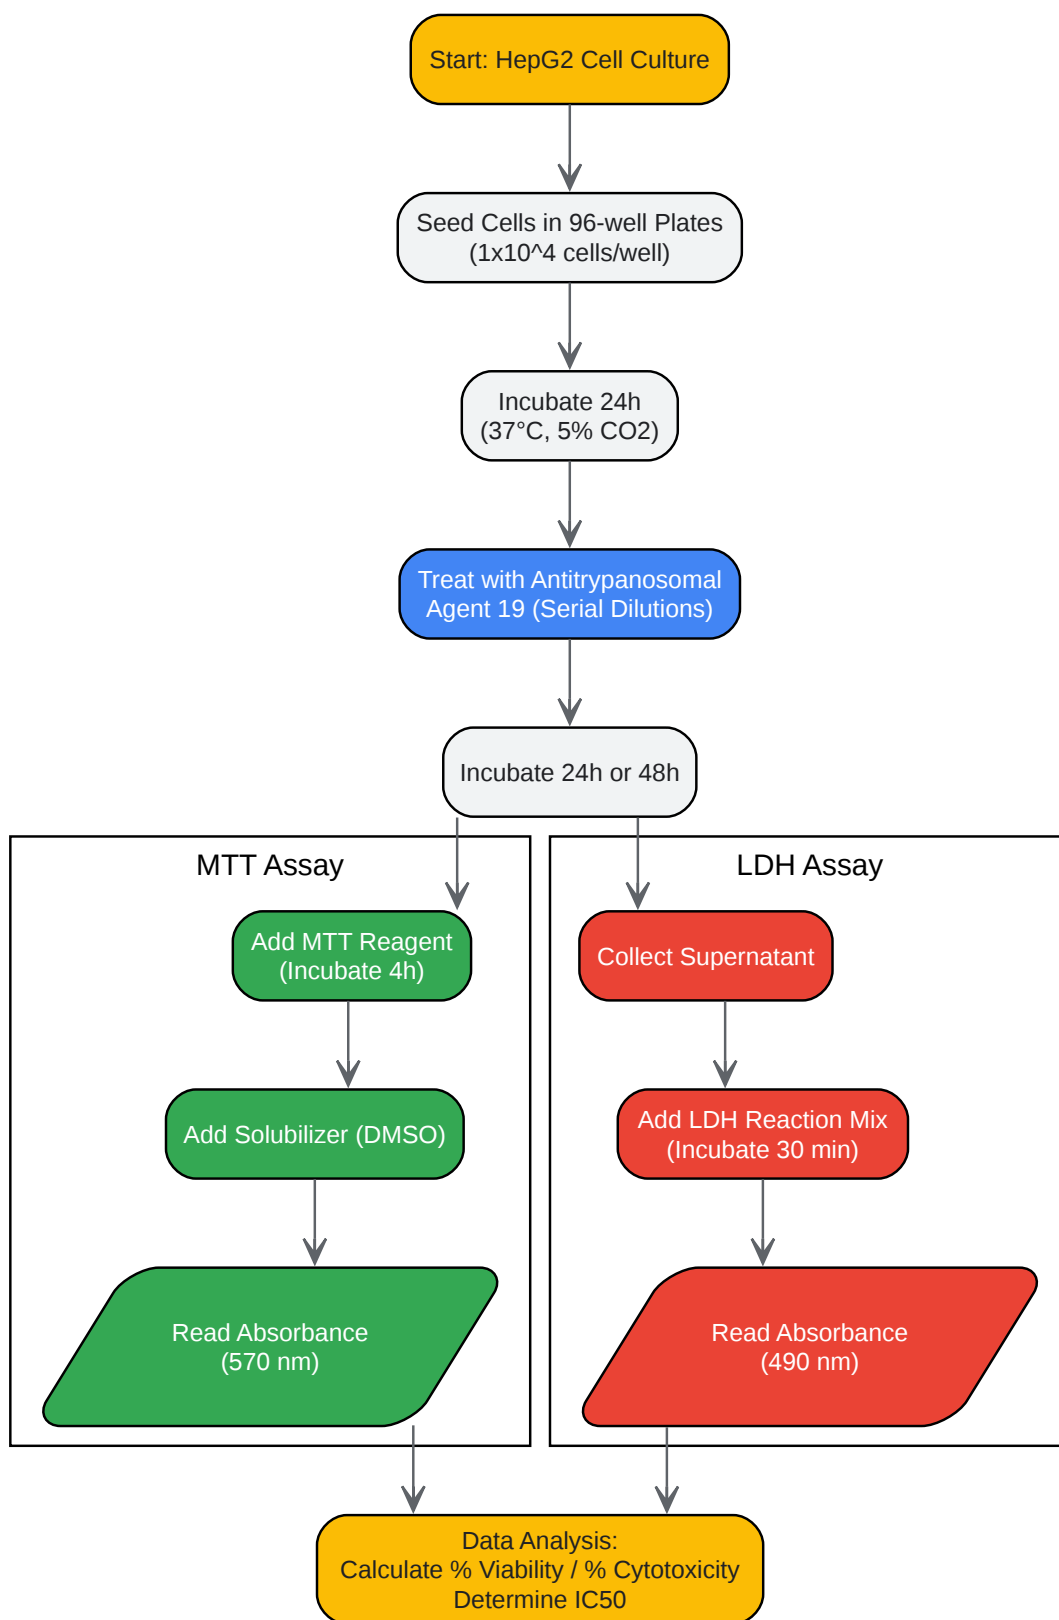 Start: HepG2 Cell Culture
Seed Cells in 96-well Plates
(1x10^4 cells/well)
Incubate 24h
(37°C, 5% CO2)
Treat with Antitrypanosomal
Agent 19 (Serial Dilutions)
Incubate 24h or 48h
MTT Assay
Add MTT Reagent
(Incubate 4h)
Add Solubilizer (DMSO)
Read Absorbance
(570 nm)
LDH Assay
Collect Supernatant
Add LDH Reaction Mix
(Incubate 30 min)
Read Absorbance
(490 nm)
Data Analysis:
Calculate % Viability / % Cytotoxicity
Determine IC50